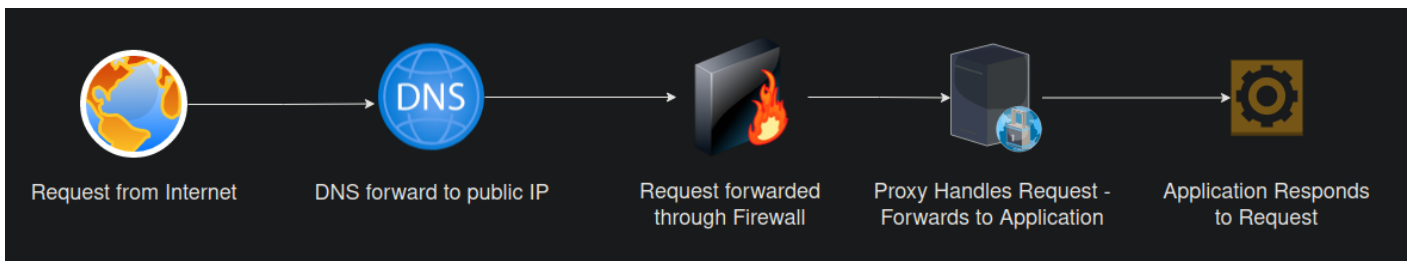 DNS
Request from Internet
DNS forward to public IP
Request forwarded
through Firewall
Proxy Handles Request -
Forwards to Application
Application Responds
to Request